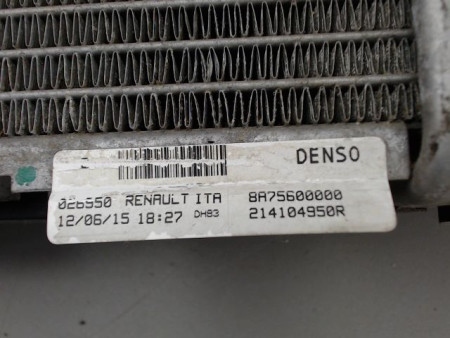 DENSO
026550 RENAULT ITA 8A75600000
12/06/15 18:27 DH83 214104950R